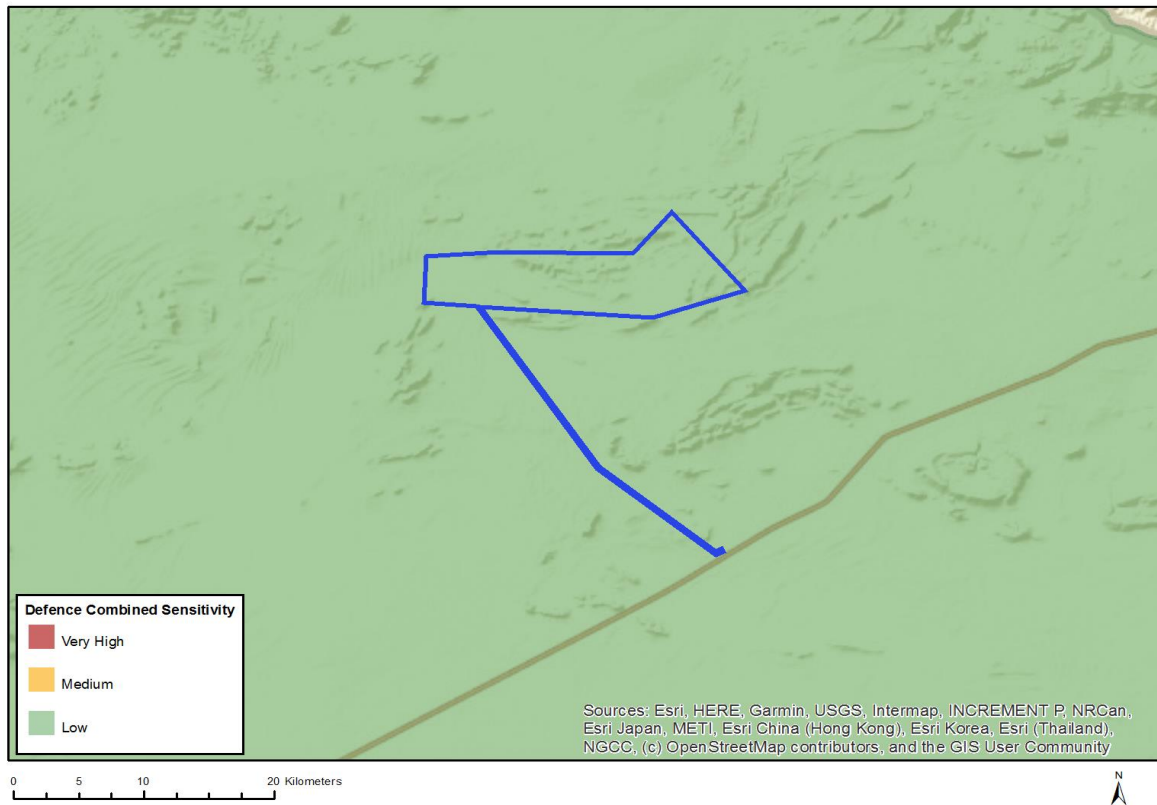 Defence Combined Sensitivity
Very High
Medium
Low
Sources: Esri, HERE, Garmin, USGS, Intermap, INCREMENT P, NRCan,
Esri Japan, METI, Esri China (Hong Kong), Esri Korea, Esri (Thailand),
NGCC, (c) OpenStreetMap contributors, and the GIS User Community
0 5 10 20 Kilometers
N